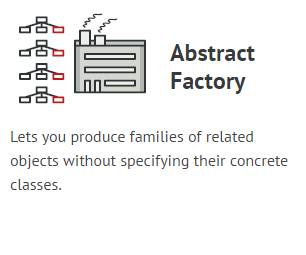 Abstract
Factory
Lets you produce families of related
objects without specifying their concrete
classes.